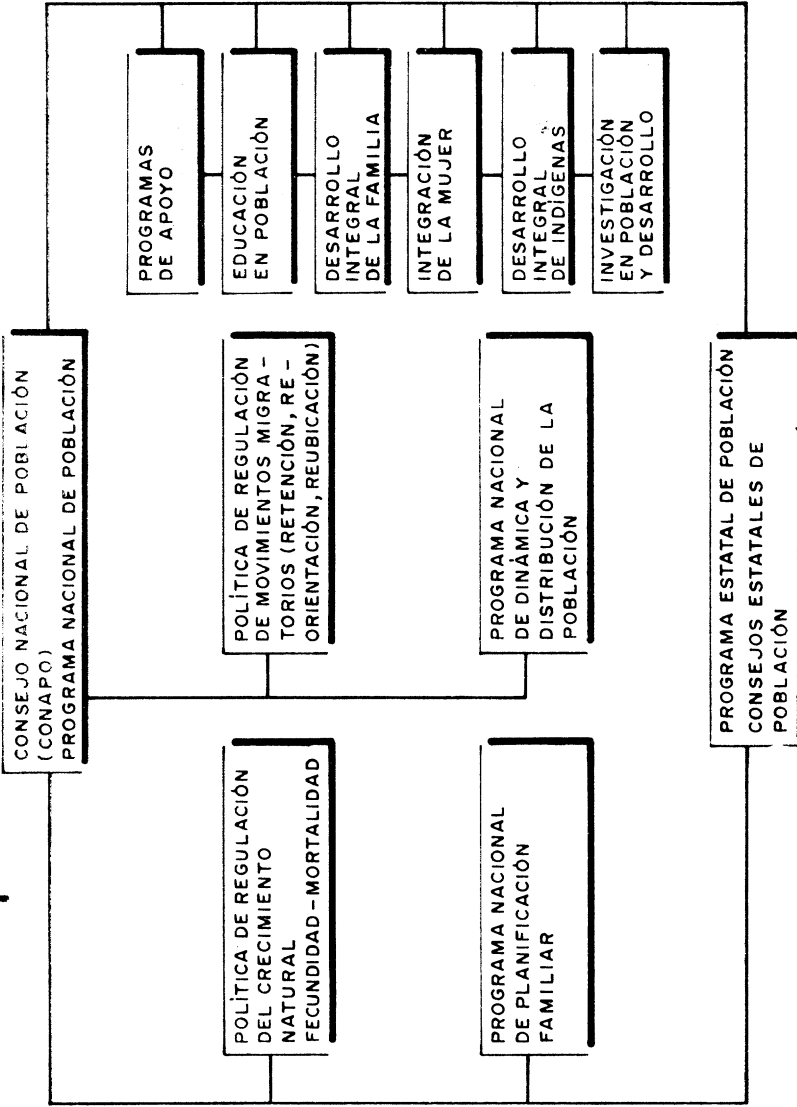 CONSEJO NACIONAL DE POBLACIÓN
(CONAPO)
PROGRAMA NACIONAL DE POBLACIÓN
POLÍTICA DE REGULACIÓN
DEL CRECIMIENTO
NATURAL
FECUNDIDAD-MORTALIDAD
POLÍTICA DE REGULACIÓN
DE MOVIMIENTOS MIGRA-
TORIOS (RETENCIÓN, RE-
ORIENTACIÓN, REUBICACIÓN)
PROGRAMAS
DE APOYO
EDUCACIÓN
EN POBLACIÓN
DESARROLLO
INTEGRAL
DE LA FAMILIA
INTEGRACIÓN
DE LA MUJER
DESARROLLO
INTEGRAL
DE INDÍGENAS
INVESTIGACIÓN
EN POBLACIÓN
Y DESARROLLO
PROGRAMA NACIONAL
DE PLANIFICACIÓN
FAMILIAR
PROGRAMA NACIONAL
DE DINÁMICA Y
DISTRIBUCIÓN DE LA
POBLACIÓN
PROGRAMA ESTATAL DE POBLACIÓN
CONSEJOS ESTATALES DE
POBLACIÓN